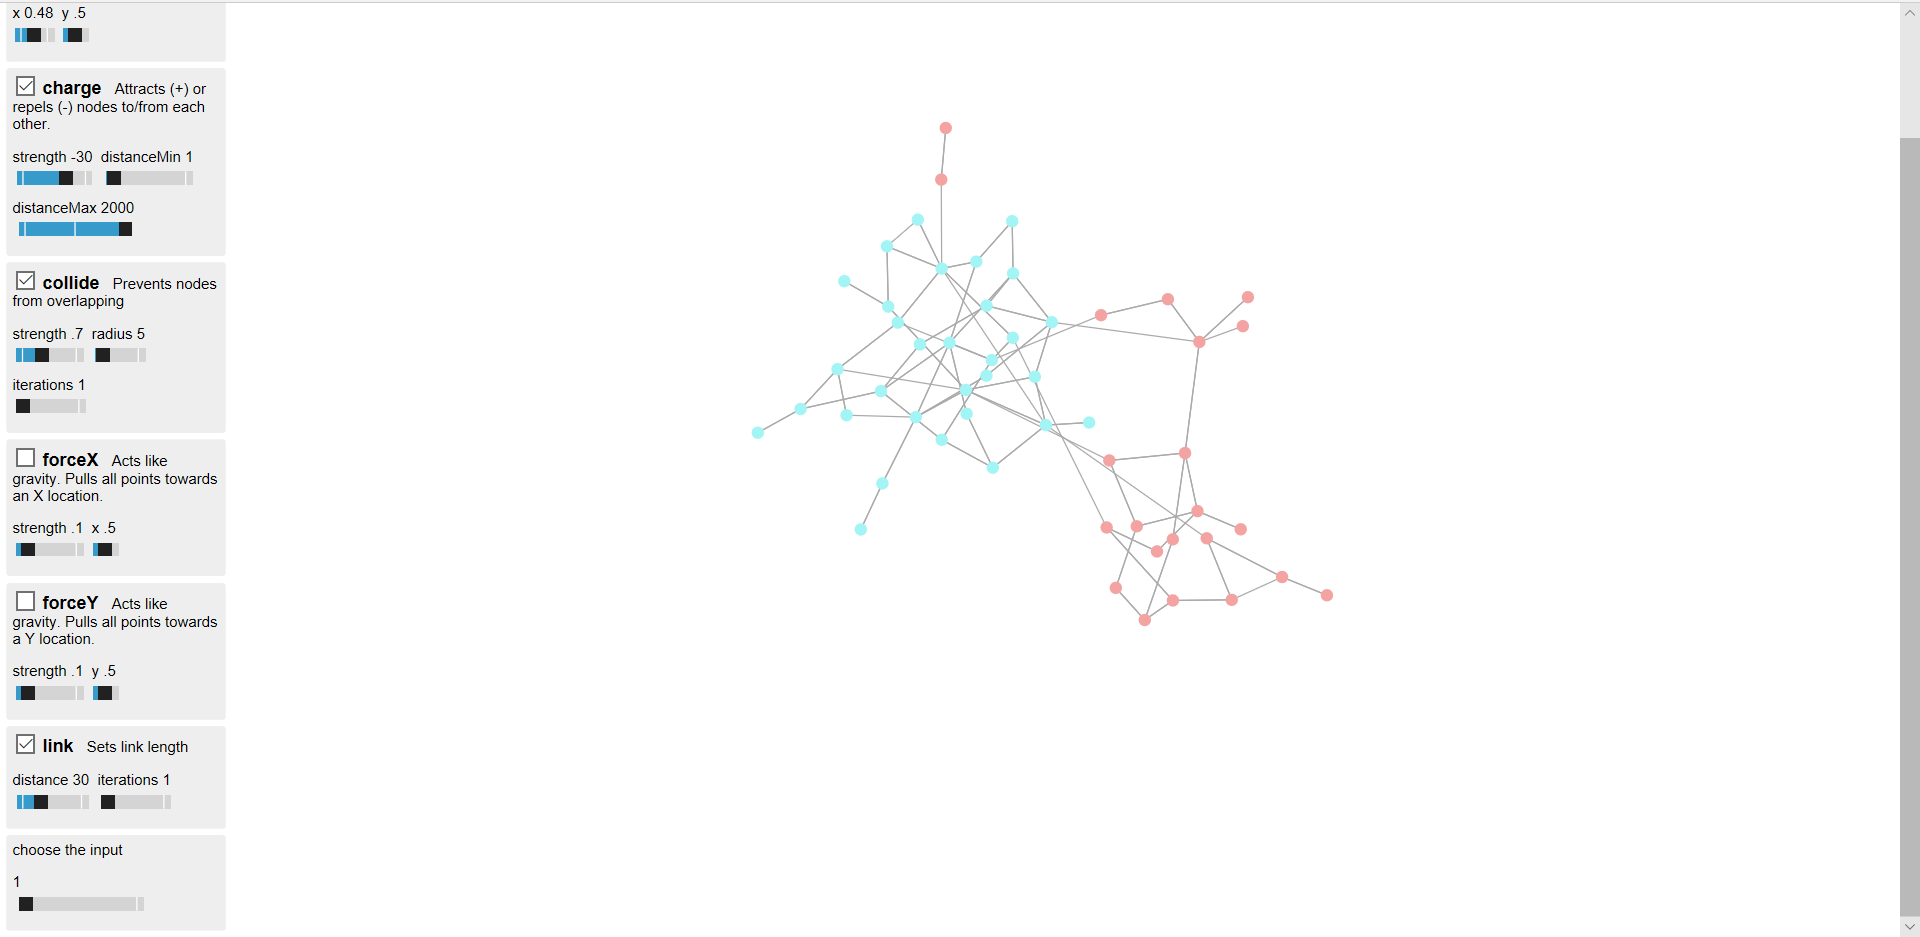 x 0.48 y .5
charge Attracts (+) or
repels (-) nodes to/from each
other.
strength -30 distanceMin 1
distanceMax 2000
collide Prevents nodes
from overlapping
strength .7 radius 5
iterations 1
forceX Acts like
gravity. Pulls all points towards
an X location.
strength .1 x .5
forceY Acts like
gravity. Pulls all points towards
a Y location.
strength .1 y .5
link Sets link length
distance 30 iterations 1
choose the input
1